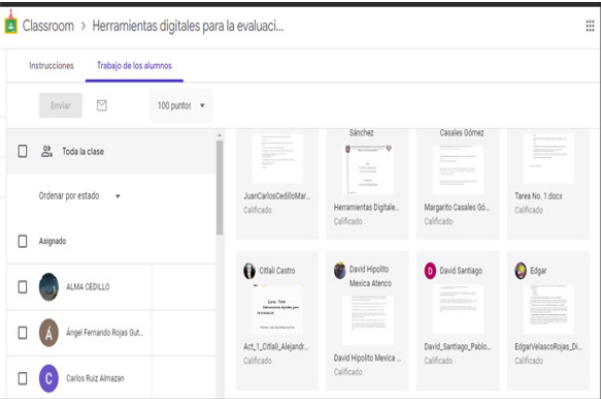 Classroom > Herramientas digitales para la evaluaci...
Instrucciones Trabajo de los alumnos
Enviar 100 puntos
Toda la clase
Ordenar por estado
Asignado
ALMA CEDILLO
Á Ángel Fernando Rojas Gut...
C Carlos Ruiz Almazan
Sánchez
Casales Gómez
JuanCarlosCedilloMar...
Calificado
Herramientas Digitale...
Calificado
Margarito Casales Gó...
Calificado
Tarea No. 1.docx
Calificado
Citlali Castro
Act_1_Citlali_Alejandr...
Calificado
David Hipolito
Mexica Atenco
David Hipolito Mexica ...
Calificado
D David Santiago
David_Santiago_Pablo...
Calificado
Edgar
EdgarVelascoRojas_Di...
Calificado